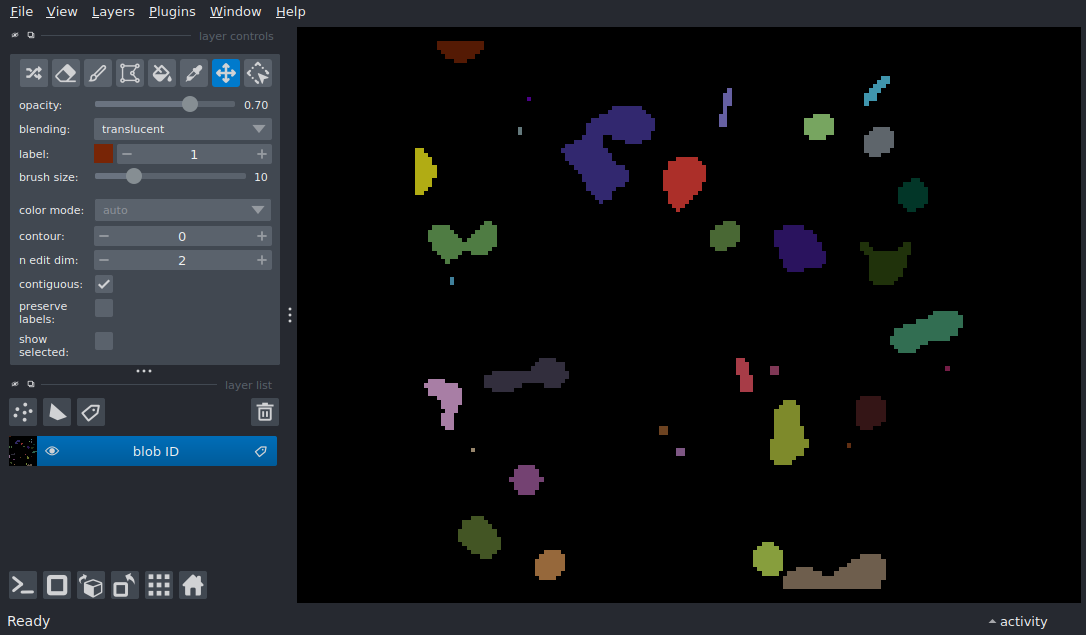 File View Layers Plugins Window Help
layer controls
opacity: 0.70
blending: translucent
label: 1
brush size: 10
color mode: auto
contour: 0
n edit dim: 2
contiguous:
preserve
labels:
show
selected:
layer list
blob ID
Ready
activity